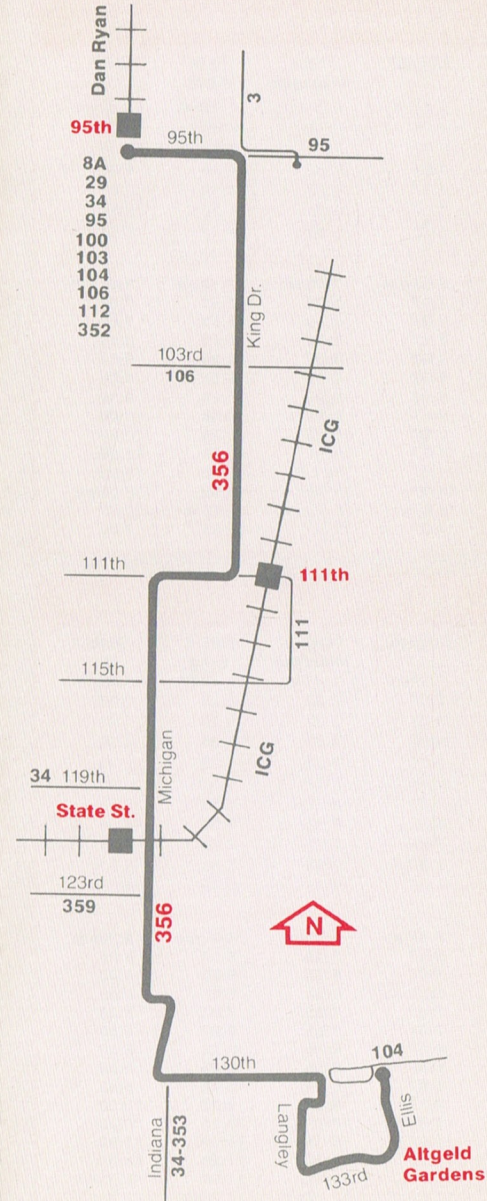 Dan Ryan
95th
95th
3
95
8A
29
34
95
100
103
104
106
112
352
King Dr.
103rd
106
ICG
356
111th
111th
111
115th
Michigan
ICG
34 119th
State St.
123rd
359
356
N
130th
104
Indiana
34-353
Langley
Ellis
133rd
Altgeld
Gardens